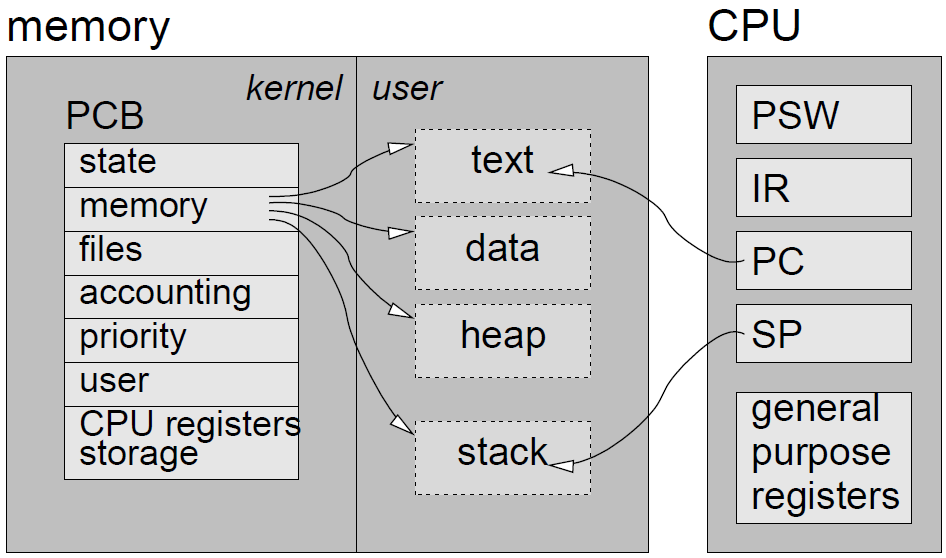 memory
CPU
kernel
user
PCB
state
memory
files
accounting
priority
user
CPU registers
storage
text
data
heap
stack
PSW
IR
PC
SP
general
purpose
registers